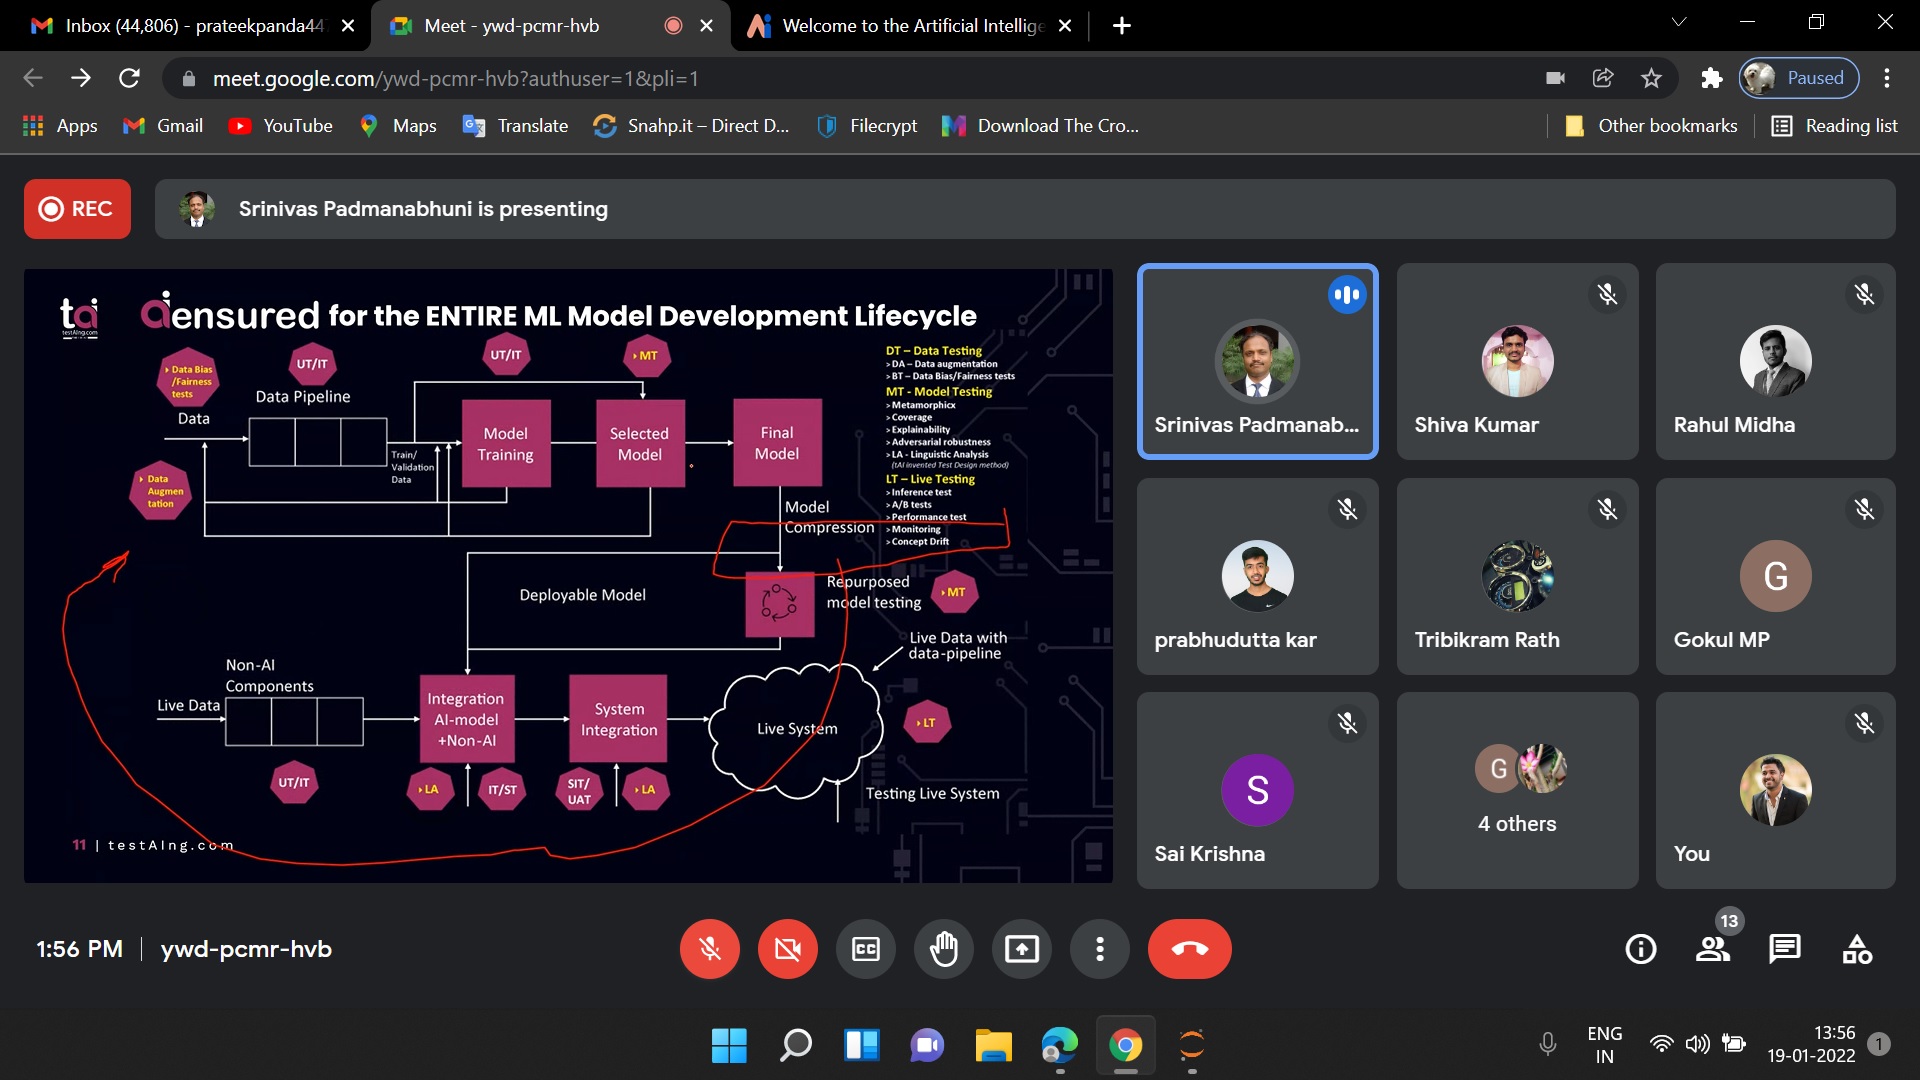 Inbox (44,806) - prateekpanda44
Meet - ywd-pcmr-hvb
Welcome to the Artificial Intellige
meet.google.com/ywd-pcmr-hvb?authuser=1&pli=1
Paused
Apps
Gmail
YouTube
Maps
Translate
Snahp.it – Direct D...
Filecrypt
Download The Cro...
Other bookmarks
Reading list
REC
Srinivas Padmanabhuni is presenting
tai
testAIng.com
aiensured for the ENTIRE ML Model Development Lifecycle
› Data Bias
/Fairness
tests
UT/IT
UT/IT
› MT
Data
Data Pipeline
Model
Training
Selected
Model
Final
Model
Train/
Validation
Data
› Data
Augmen
tation
DT – Data Testing
> DA – Data augmentation
> BT – Data Bias/Fairness tests
MT - Model Testing
> Metamorphicx
> Coverage
> Explainability
> Adversarial robustness
> LA - Linguistic Analysis
(tAI invented Test Design method)
LT – Live Testing
> Inference test
> A/B tests
> Performance test
> Monitoring
> Concept Drift
Model
Compression
Deployable Model
Repurposed
model testing
› MT
Live Data with
data-pipeline
Non-AI
Components
Live Data
Integration
AI-model
+Non-AI
System
Integration
Live System
› LT
UT/IT
› LA
IT/ST
SIT/
UAT
› LA
Testing Live System
11 | testAIng.com
Srinivas Padmanab...
Shiva Kumar
Rahul Midha
prabhudutta kar
Tribikram Rath
G
Gokul MP
S
Sai Krishna
G
4 others
You
1:56 PM
ywd-pcmr-hvb
CC
13
ENG
IN
13:56
19-01-2022
1